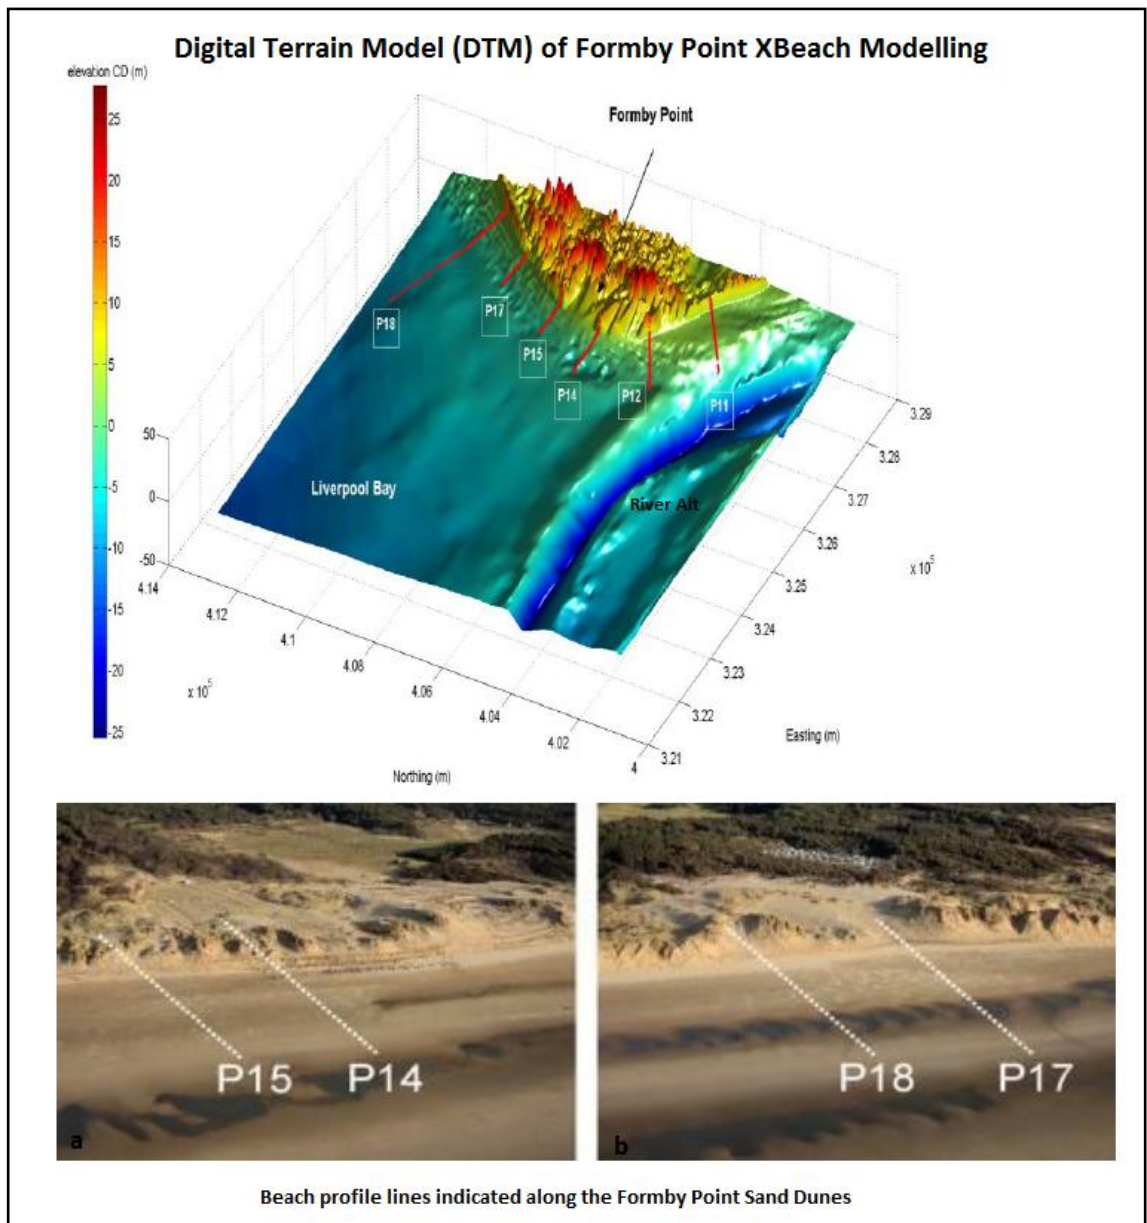 Digital Terrain Model (DTM) of Formby Point XBeach Modelling
elevation CD (m)
25
20
15
10
5
0
-5
-10
-15
-20
-25
Formby Point
P18
P17
P15
P14
P12
P11
Liverpool Bay
River Alt
50
0
-50
4.14
4.12
4.1
4.08
4.06
4.04
4.02
4
x 10⁵
Northing (m)
3.29
3.28
3.27
3.26
3.25
3.24
3.23
3.22
3.21
x 10⁵
Easting (m)
P15 P14
a
P18 P17
b
Beach profile lines indicated along the Formby Point Sand Dunes